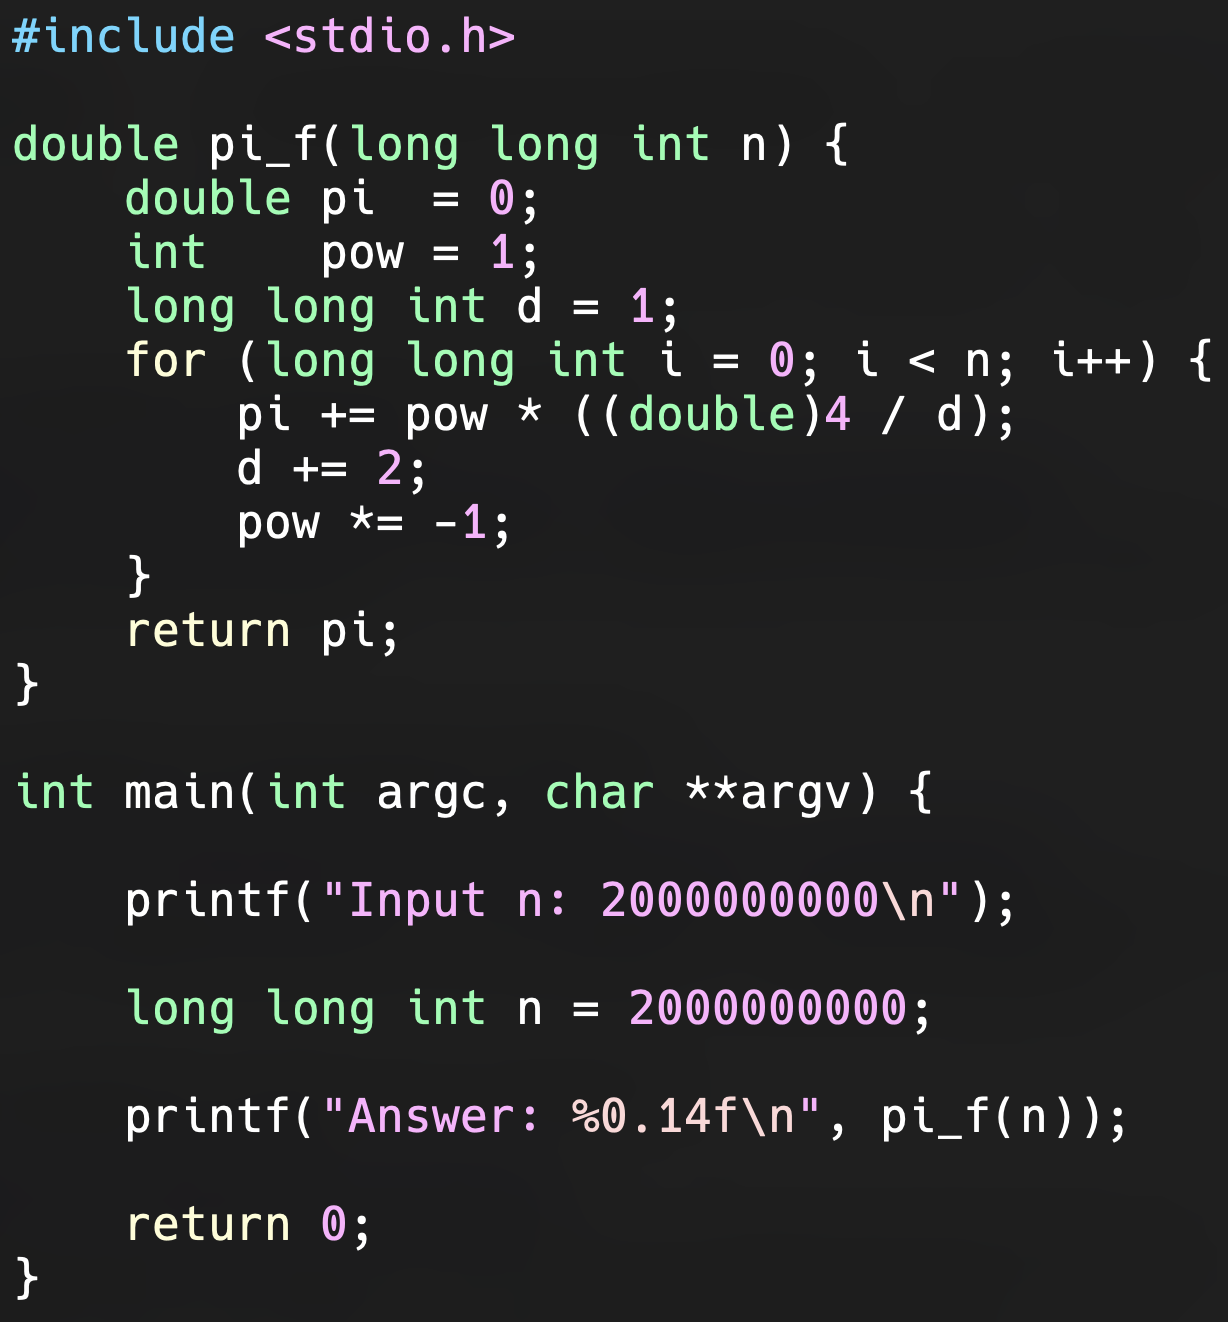 #include <stdio.h>

double pi_f(long long int n) {
    double pi  = 0;
    int    pow = 1;
    long long int d = 1;
    for (long long int i = 0; i < n; i++) {
        pi += pow * ((double)4 / d);
        d += 2;
        pow *= -1;
    }
    return pi;
}

int main(int argc, char **argv) {

    printf("Input n: 2000000000\n");

    long long int n = 2000000000;

    printf("Answer: %0.14f\n", pi_f(n));

    return 0;
}